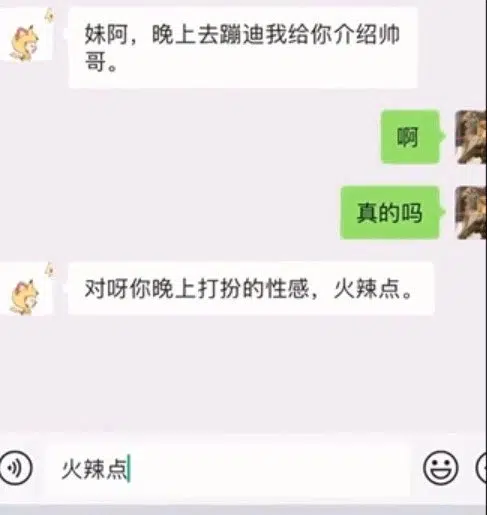 妹阿，晚上去蹦迪我给你介绍帅
哥。
啊
真的吗
对呀你晚上打扮的性感，火辣点。
火辣点